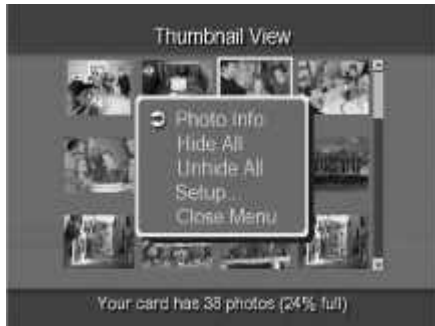 Thumbnail View
Photo Info
Hide All
Unhide All
Setup...
Close Menu
Your card has 38 photos (24% full)